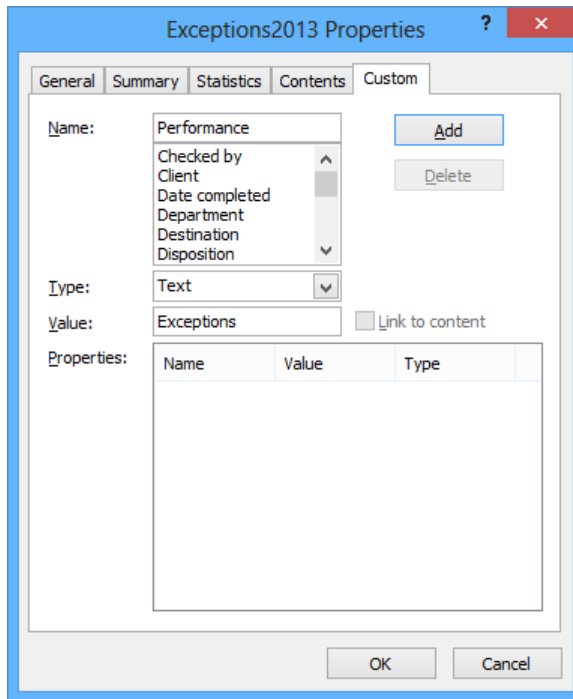 Exceptions2013 Properties ?
General Summary Statistics Contents Custom
Name: Performance Add
Checked by
Client Delete
Date completed
Department
Destination
Disposition
Type: Text
Value: Exceptions Link to content
Properties: Name Value Type
OK Cancel